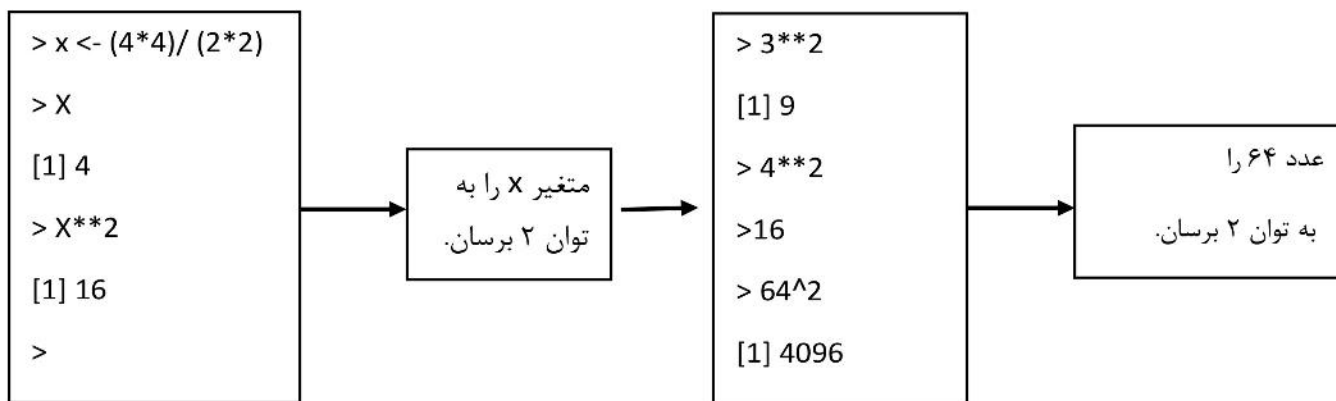 > x <- (4*4)/ (2*2)
> X
[1] 4
> X**2
[1] 16
>
متغیر x را به
توان ۲ برسان.
> 3**2
[1] 9
> 4**2
>16
> 64^2
[1] 4096
عدد ۶۴ را
به توان ۲ برسان.